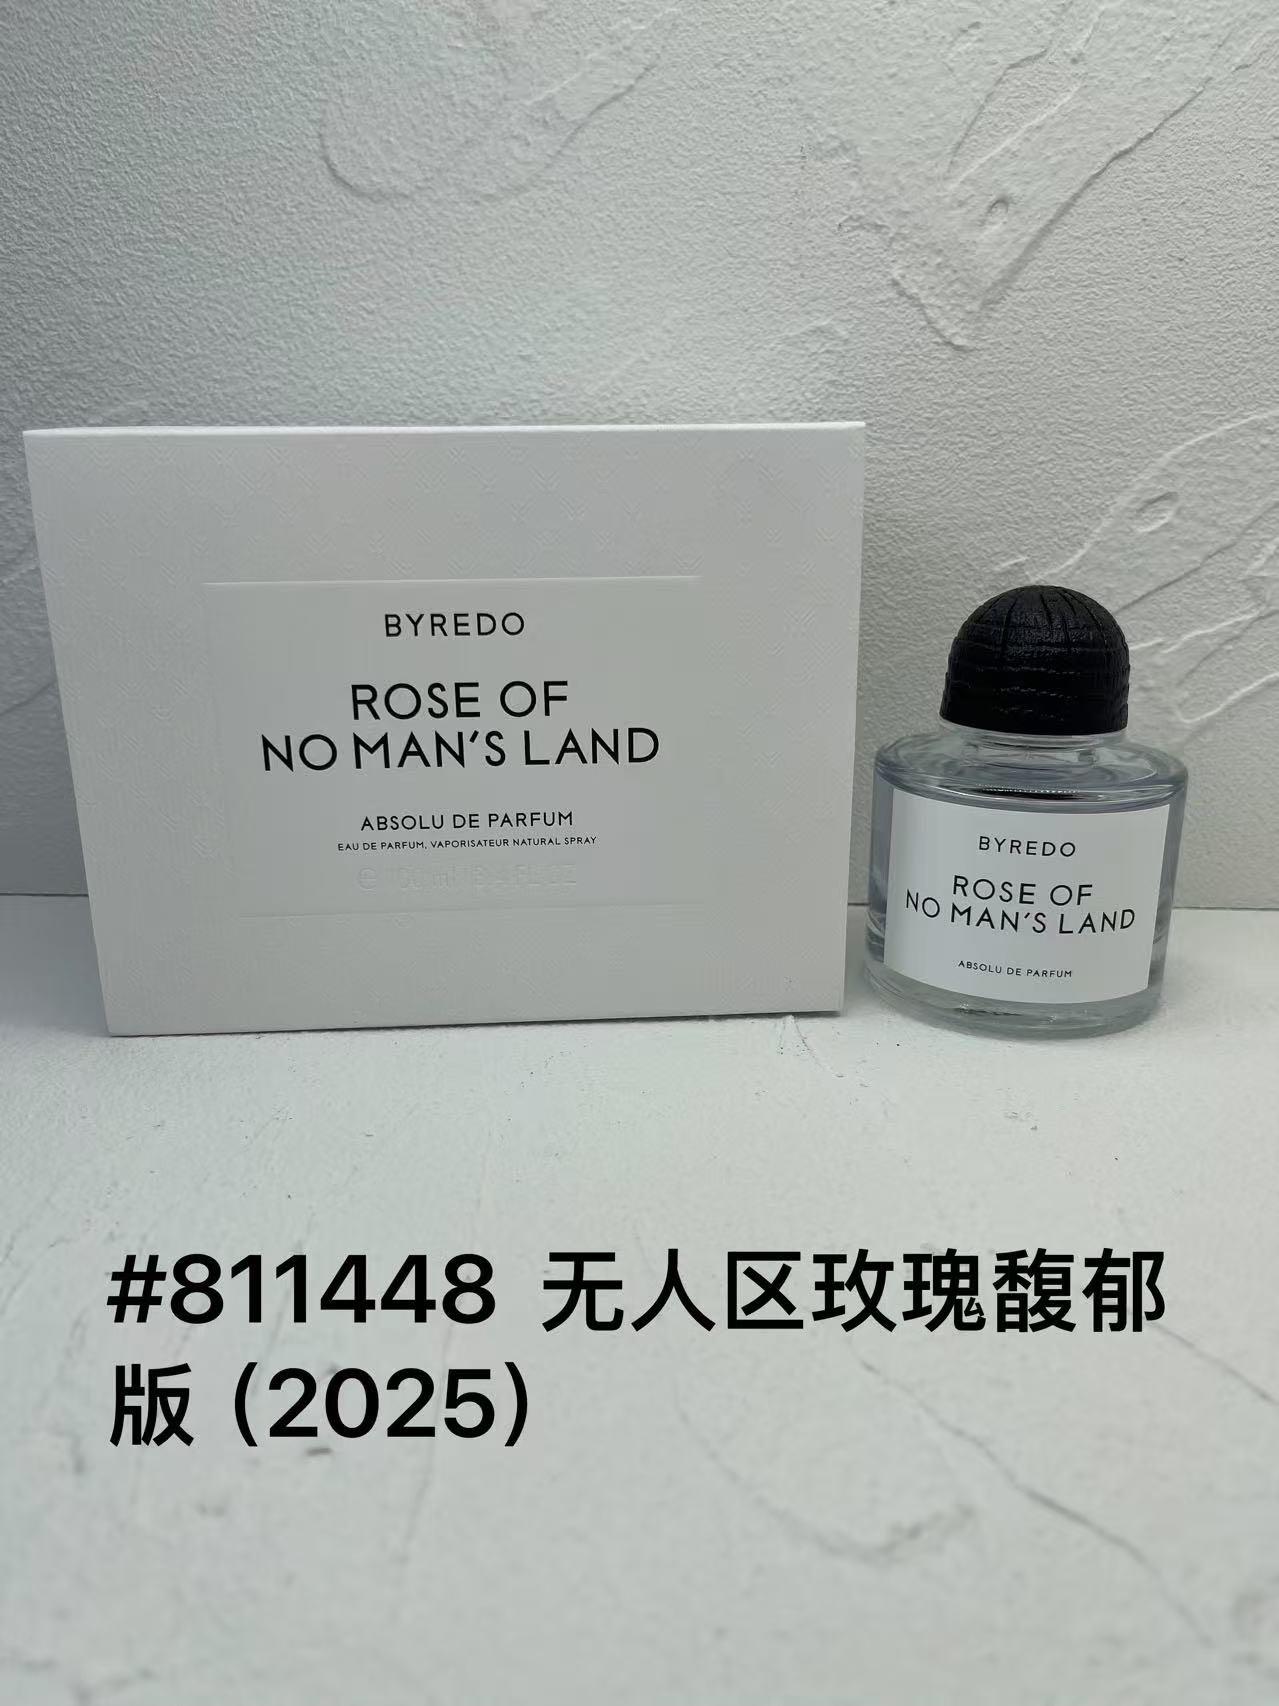 BYREDO
ROSE OF
NO MAN'S LAND
ABSOLU DE PARFUM
EAU DE PARFUM, VAPORISATEUR NATURAL SPRAY
BYREDO
ROSE OF
NO MAN'S LAND
ABSOLU DE PARFUM
#811448 无人区玫瑰馥郁
版（2025）